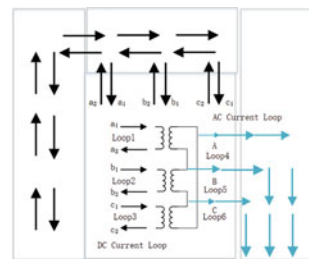 a₂ a₁ b₂ b₁ c₂ c₁
AC Current Loop
a₁
Loop1
a₂
A
Loop4
b₁
Loop2
b₂
B
Loop5
c₁
Loop3
c₂
C
Loop6
DC Current Loop